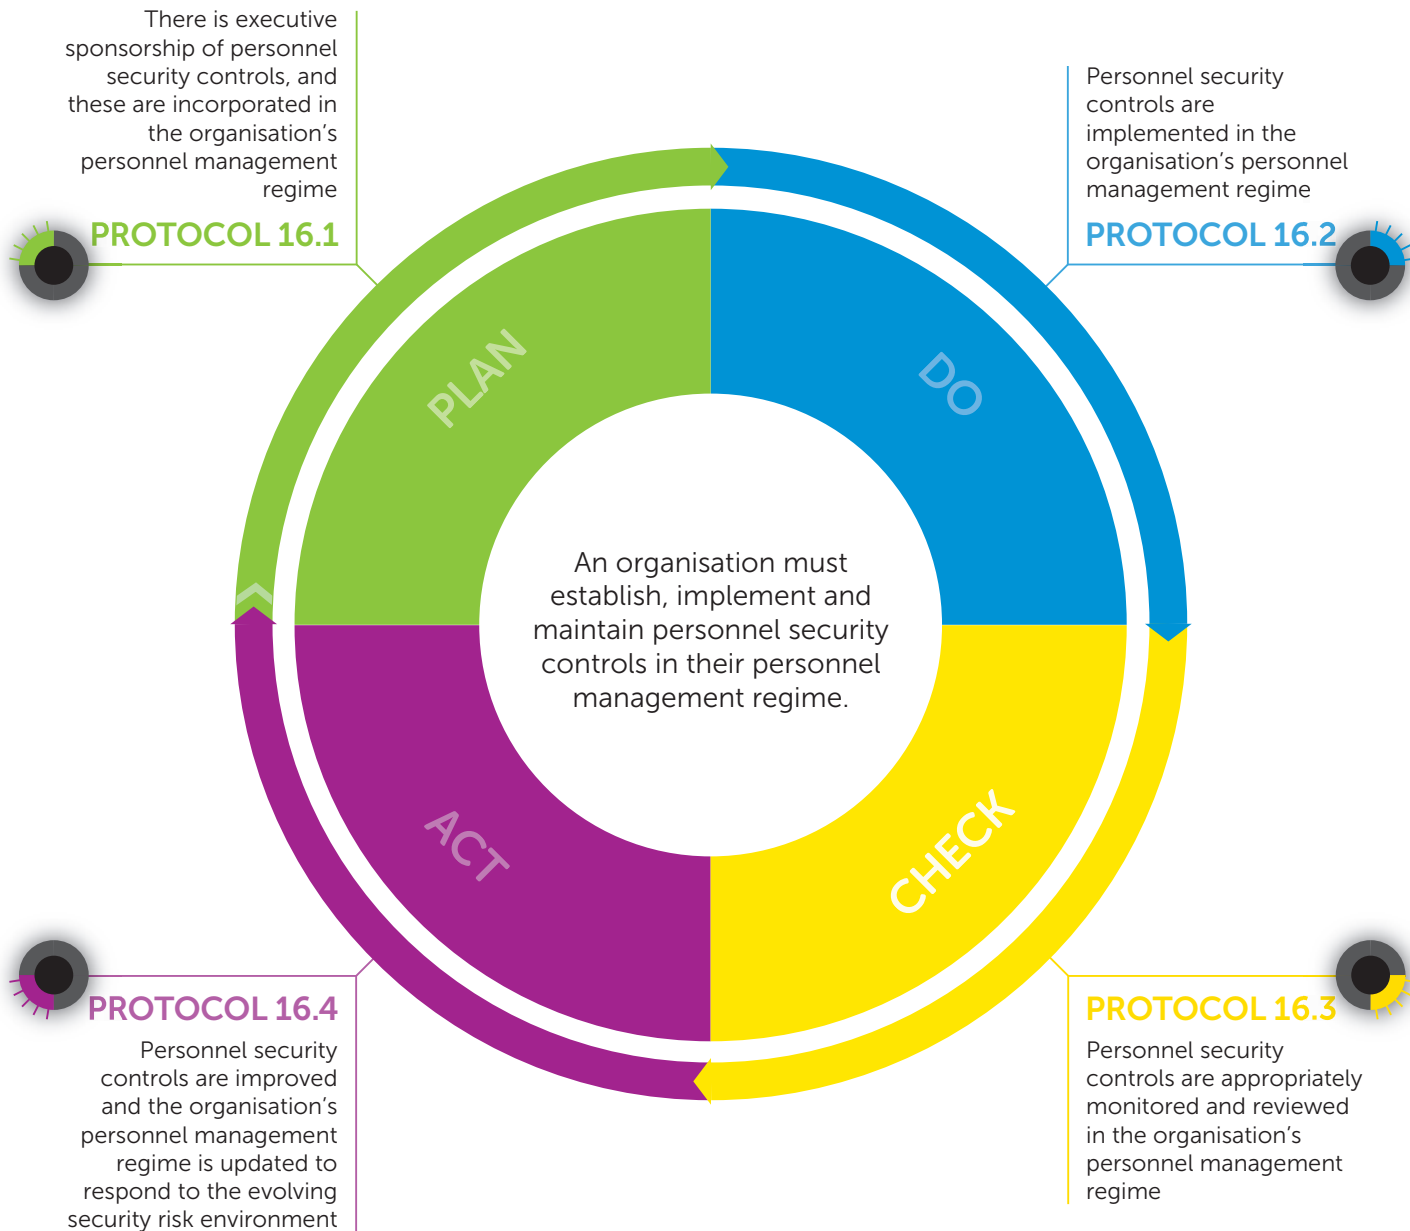 There is executive
sponsorship of personnel
security controls, and
these are incorporated in
the organisation’s
personnel management
regime
PROTOCOL 16.1
Personnel security
controls are
implemented in the
organisation’s personnel
management regime
PROTOCOL 16.2
PLAN
DO
An organisation must
establish, implement and
maintain personnel security
controls in their personnel
management regime.
ACT
CHECK
PROTOCOL 16.4
Personnel security
controls are improved
and the organisation’s
personnel management
regime is updated to
respond to the evolving
security risk environment
PROTOCOL 16.3
Personnel security
controls are appropriately
monitored and reviewed
in the organisation’s
personnel management
regime